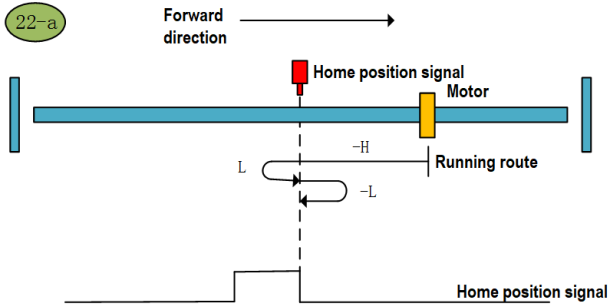 22-a
Forward
direction
Home position signal
Motor
-H
Running route
L
-L
Home position signal